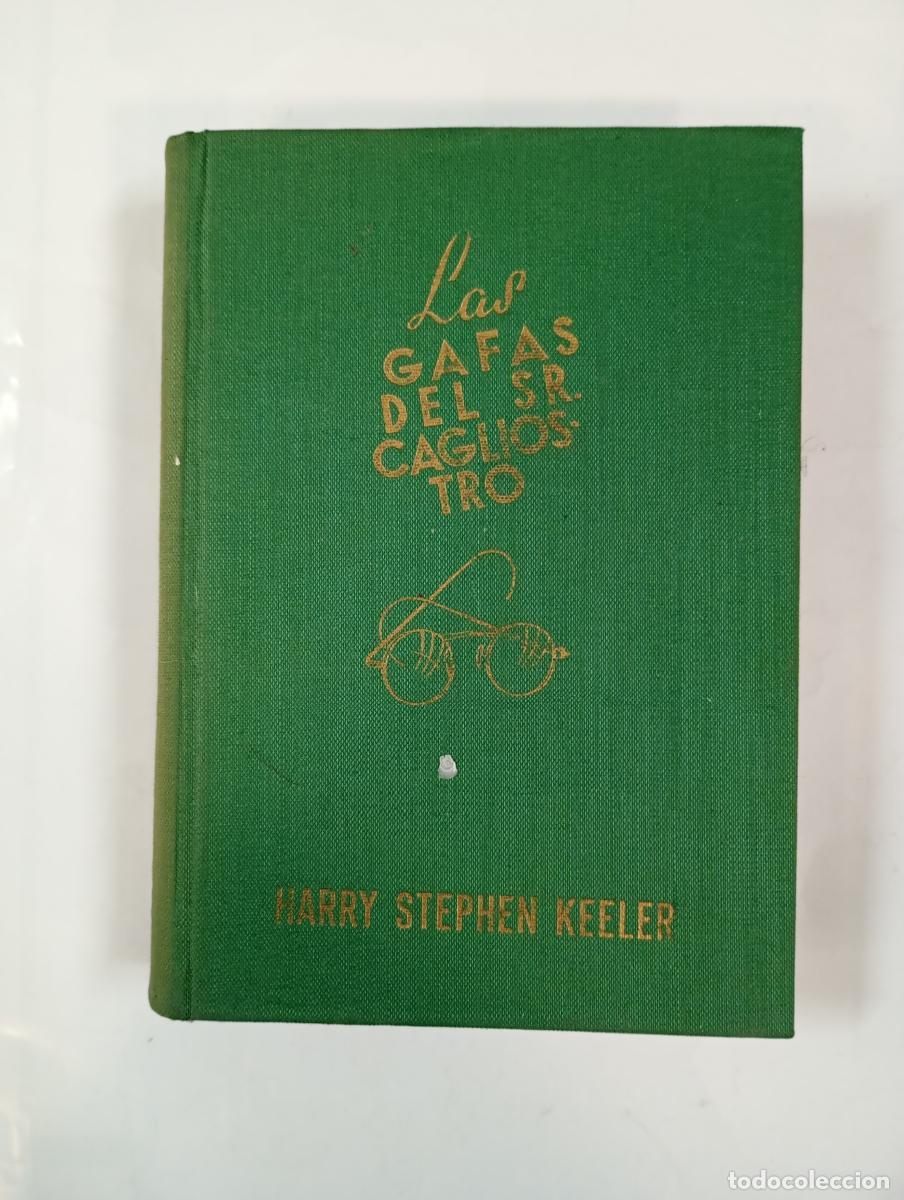 Las
GAFAS
DEL SR.
CAGLIOS-
TRO
HARRY STEPHEN KEELER
todocoleccion